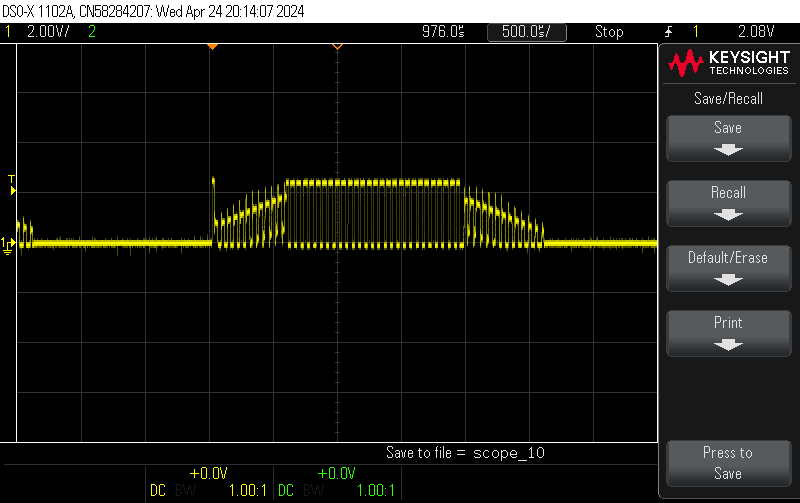 DSO-X 1102A, CN58284207: Wed Apr 24 20:14:07 2024
1 2.00V/ 2 976.0s 500.0s/ Stop 1 2.08V
KEYSIGHT
TECHNOLOGIES
Save/Recall
Save
Recall
T
1
Default/Erase
Print
Save to file = scope_10
Press to
Save
+0.0V +0.0V
DC BW 1.00:1 DC BW 1.00:1